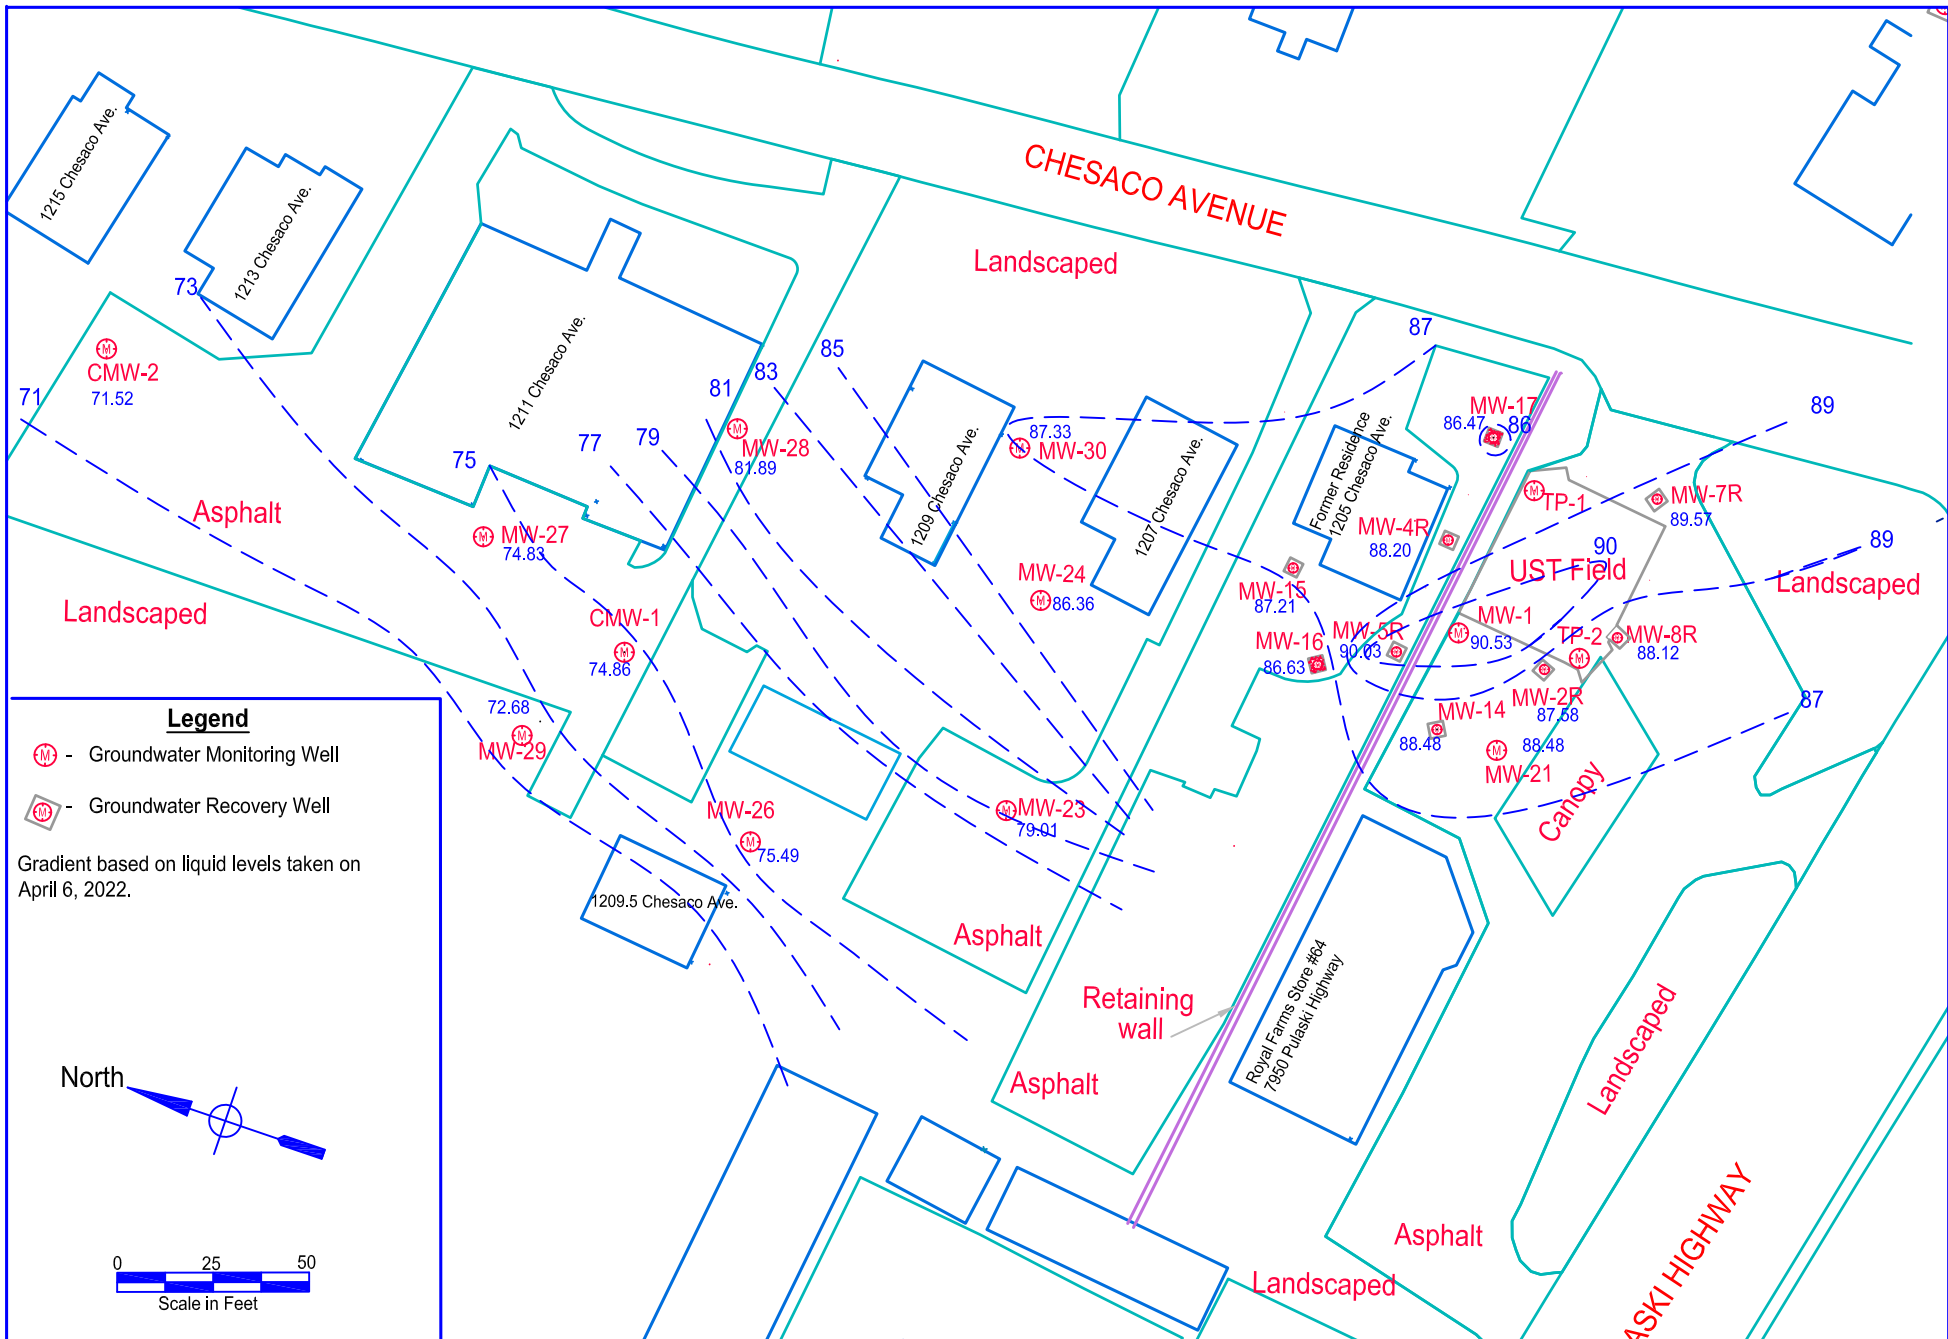 CHESACO AVENUE
1215 Chesaco Ave.
1213 Chesaco Ave.
1211 Chesaco Ave.
1209 Chesaco Ave.
1207 Chesaco Ave.
Former Residence
1205 Chesaco Ave.
Landscaped
73
71
75
77
79
81
83
85
87
89
89
87
86
90
CMW-2
71.52
MW-28
81.89
MW-27
74.83
CMW-1
74.86
87.33
MW-30
MW-24
86.36
MW-17
86.47
TP-1
MW-7R
89.57
MW-4R
88.20
UST Field
MW-15
87.21
MW-16
86.63
MW-5R
90.03
MW-1
90.53
TP-2
MW-8R
88.12
MW-2R
87.58
MW-14
88.48
88.48
MW-21
Canopy
Landscaped
Asphalt
Landscaped
72.68
MW-29
MW-26
75.49
MW-23
79.01
1209.5 Chesaco Ave.
Asphalt
Retaining
wall
Asphalt
Royal Farms Store #64
7950 Pulaski Highway
Landscaped
Asphalt
Landscaped
ASKI HIGHWAY
Legend
M - Groundwater Monitoring Well
M - Groundwater Recovery Well
Gradient based on liquid levels taken on
April 6, 2022.
North
0 25 50
Scale in Feet